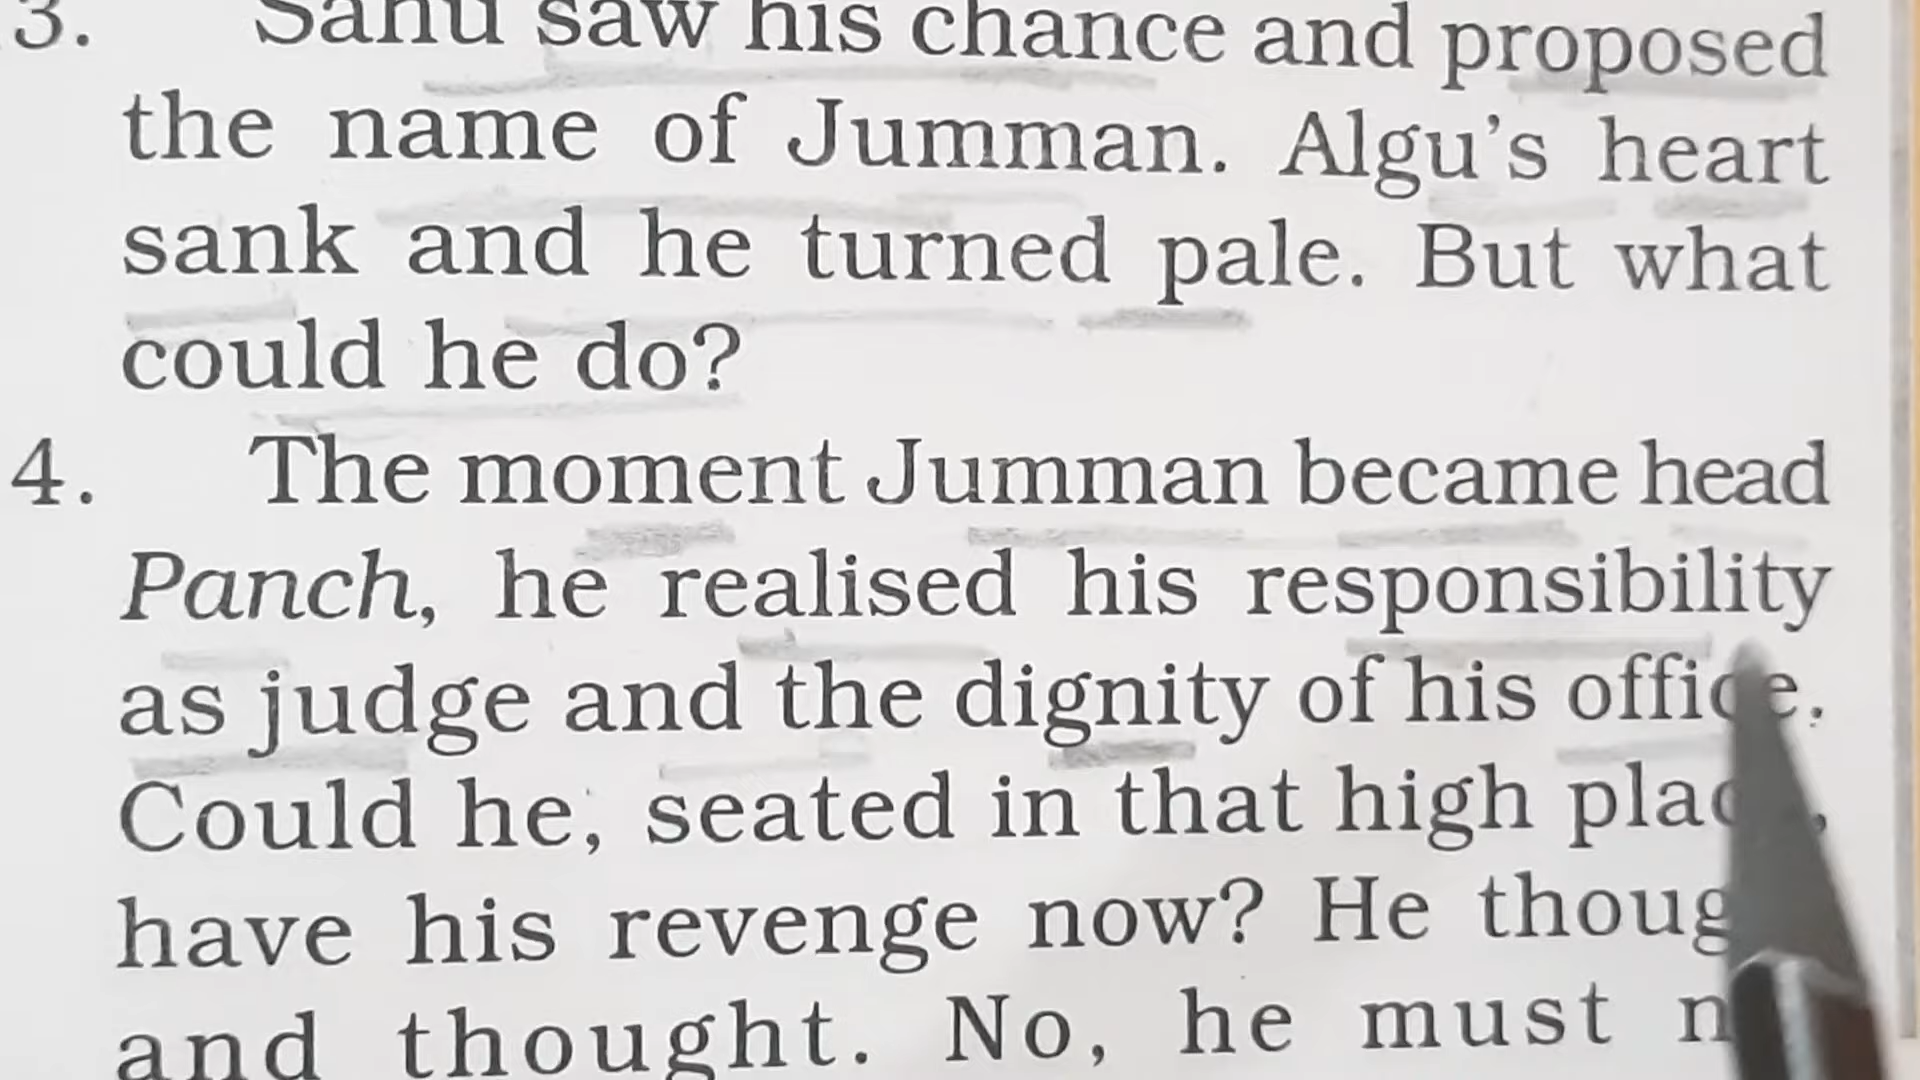 3. Sahu saw his chance and proposed
the name of Jumman. Algu's heart
sank and he turned pale. But what
could he do?
4. The moment Jumman became head
Panch, he realised his responsibility
as judge and the dignity of his office.
Could he, seated in that high
have his revenge now? He
and thought. No, he must